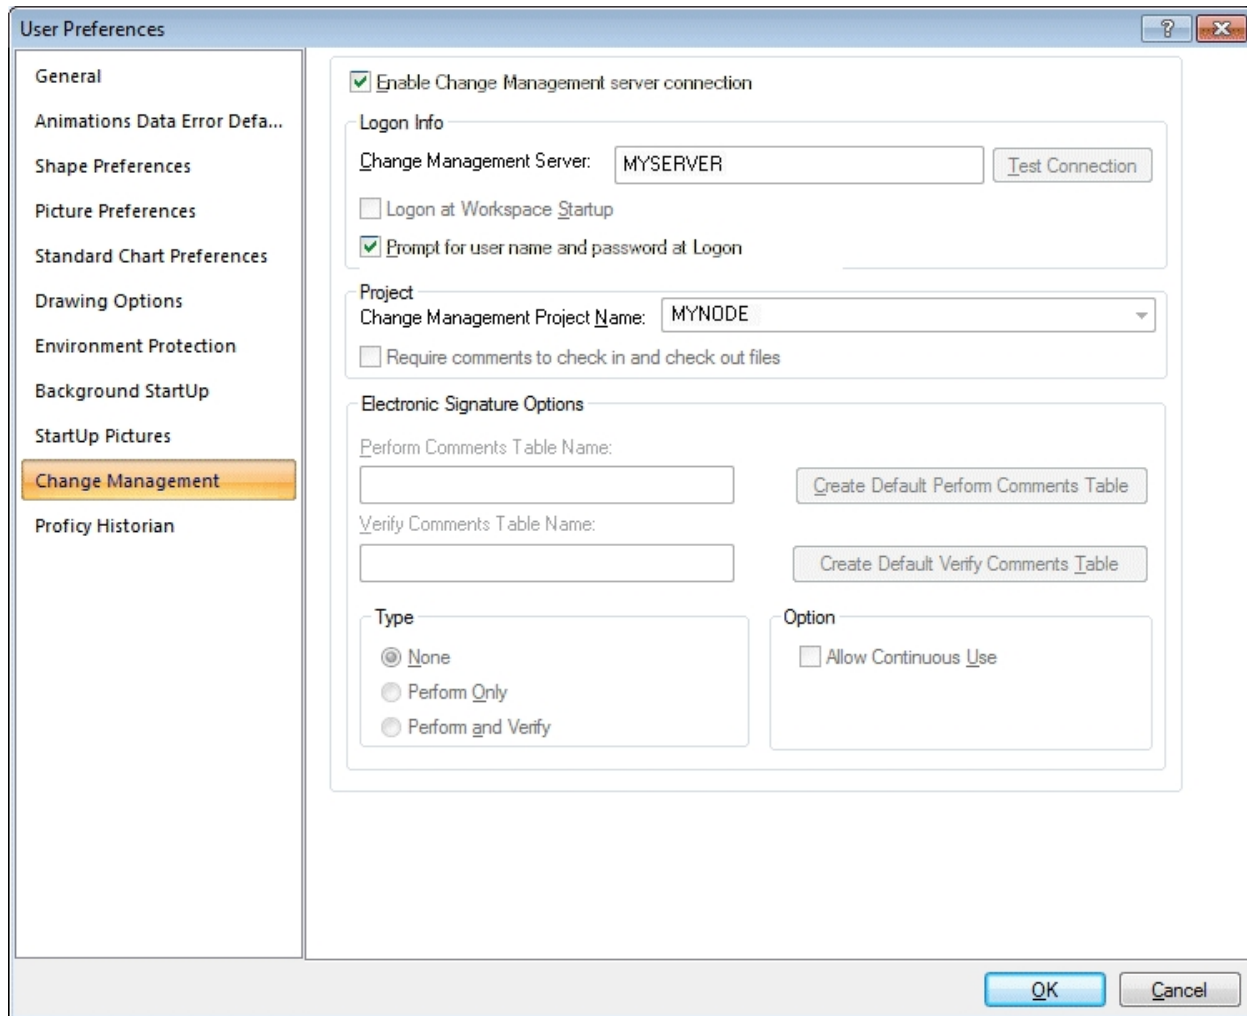 User Preferences
General
Animations Data Error Defa...
Shape Preferences
Picture Preferences
Standard Chart Preferences
Drawing Options
Environment Protection
Background StartUp
StartUp Pictures
Change Management
Proficy Historian
Enable Change Management server connection
Logon Info
Change Management Server: MYSERVER Test Connection
Logon at Workspace Startup
Prompt for user name and password at Logon
Project
Change Management Project Name: MYNODE
Require comments to check in and check out files
Electronic Signature Options
Perform Comments Table Name:
Create Default Perform Comments Table
Verify Comments Table Name:
Create Default Verify Comments Table
Type
None
Perform Only
Perform and Verify
Option
Allow Continuous Use
OK Cancel